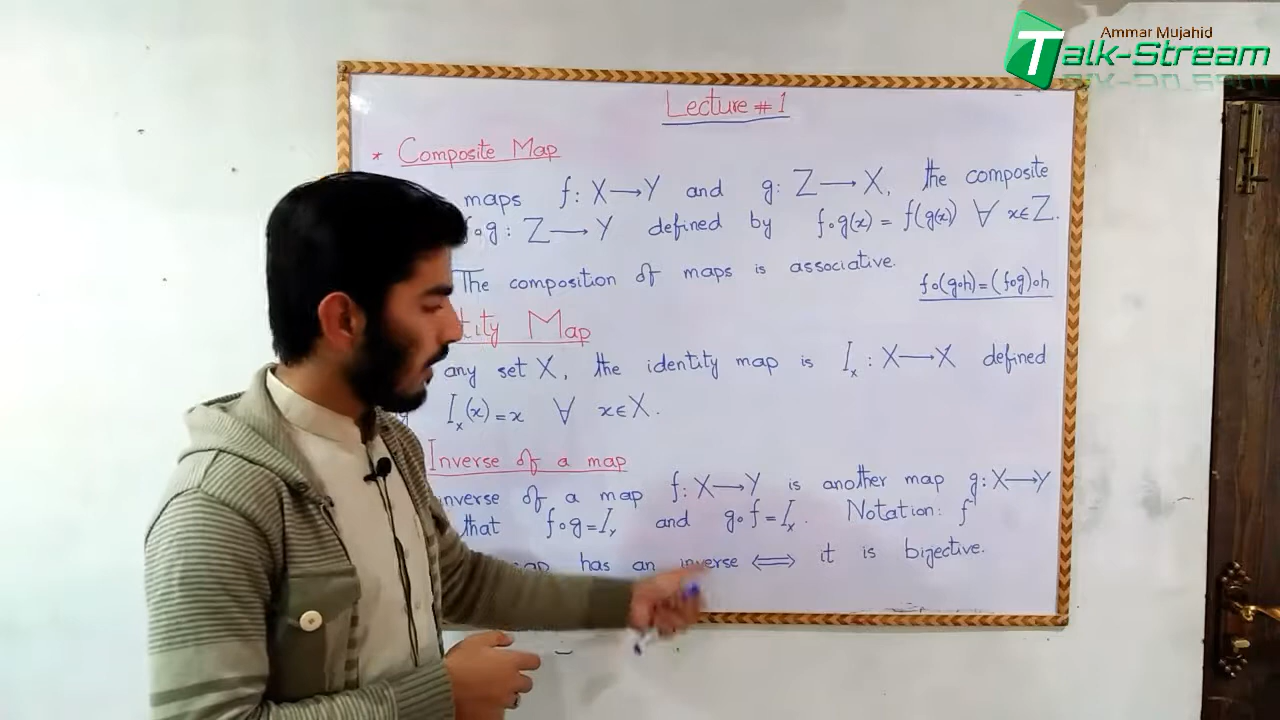 Ammar Mujahid
Talk-Stream
Lecture # 1
* Composite Map
maps f: X⟶Y and g: Z⟶X, the composite
f∘g: Z⟶Y defined by f∘g(x) = f(g(x)) ∀ x∈Z.
The composition of maps is associative.
f∘(g∘h)=(f∘g)∘h
tity Map
any set X, the identity map is Iₓ: X⟶X defined
Iₓ(x)=x ∀ x∈X.
Inverse of a map
inverse of a map f: X⟶Y is another map g: X⟶Y
that f∘g=Iᵧ and g∘f=Iₓ. Notation: f⁻
map has an inverse ⟺ it is bijective.